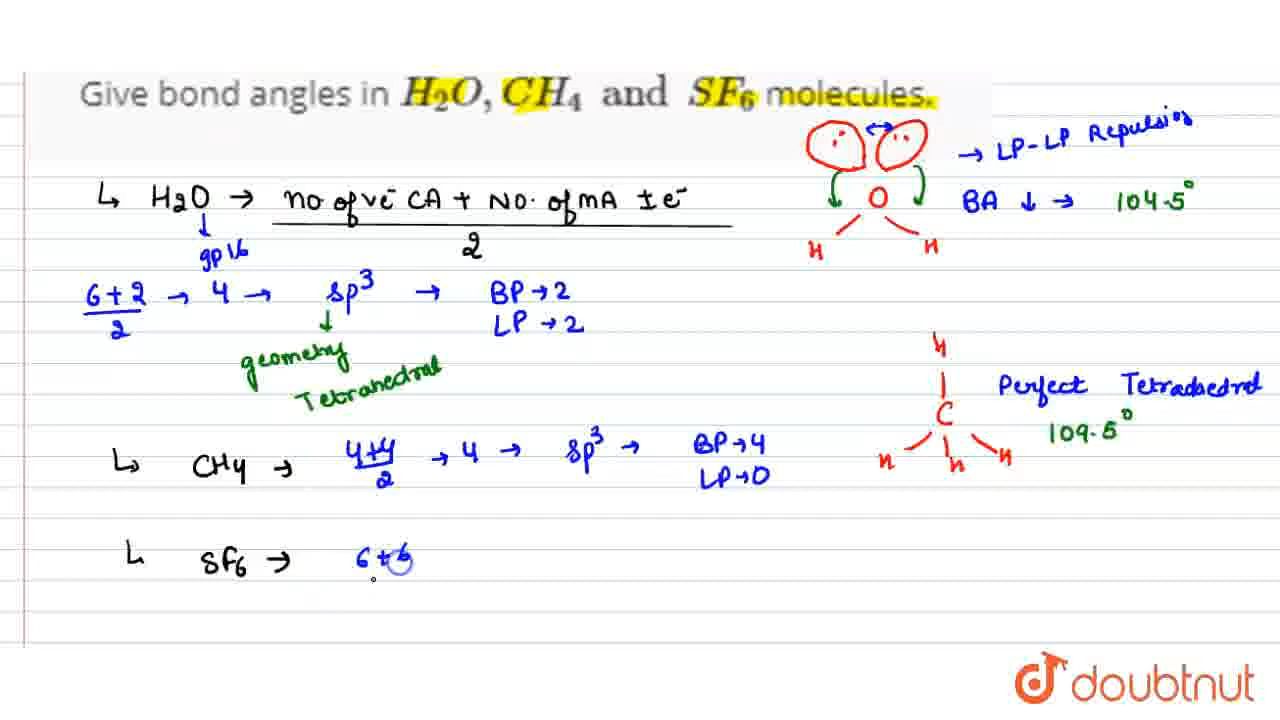 Give bond angles in H₂O, CH₄ and SF₆ molecules.
→ LP-LP Repulsion
↳ H2O → no. of ve⁻ CA + No. of mA ± e⁻
2
O
BA ↓ → 104.5°
H H
↓
gp 16
6+2 → 4 → sp³ → BP → 2
2
LP → 2
↓
geometry
Tetrahedral
H
C
H H H
Perfect Tetradaedral
109.5°
↳ CH4 → 4+4 → 4 → sp³ → BP → 4
2
LP → 0
↳ SF6 → 6+6
doubtnut